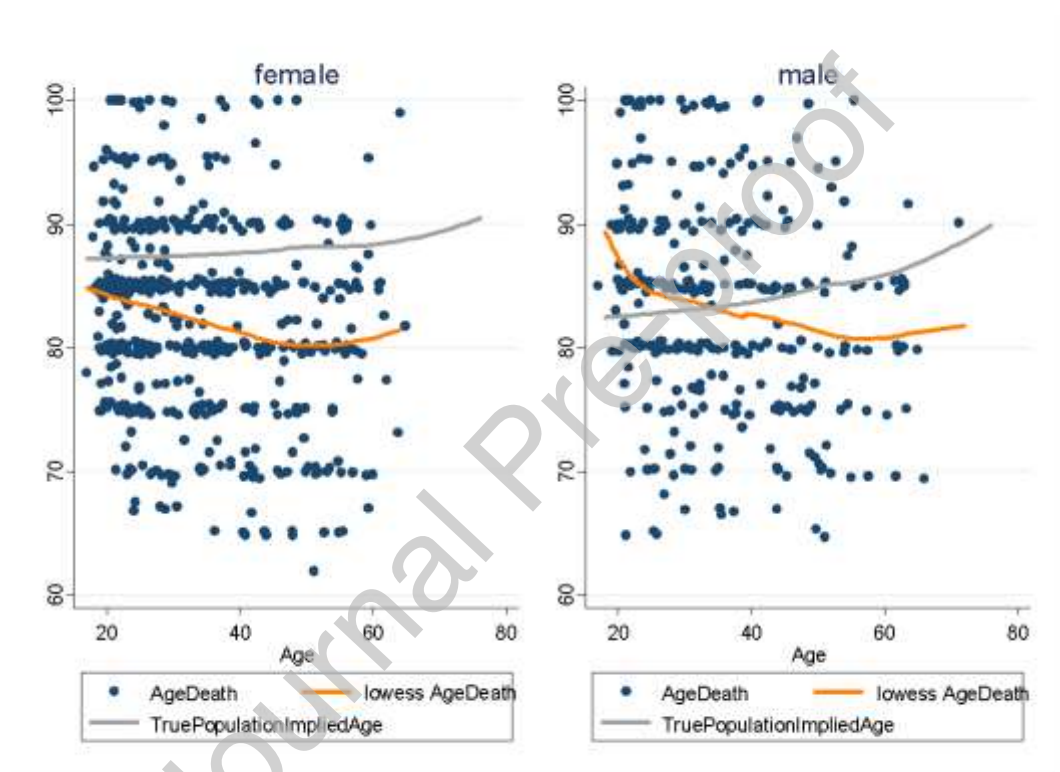 female
male
100
90
80
70
60
20 40 60 80
Age
100
90
80
70
60
20 40 60 80
Age
AgeDeath lowess AgeDeath
TruePopulationImpliedAge
AgeDeath lowess AgeDeath
TruePopulationImpliedAge
Journal Pre-proof